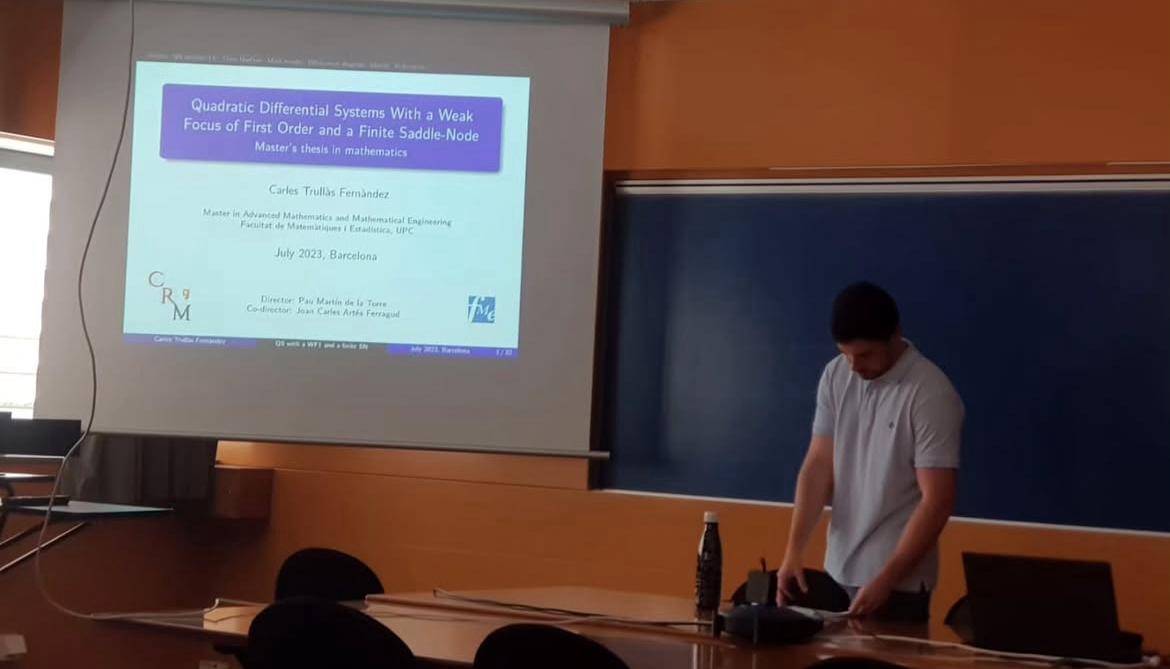 Quadratic Differential Systems With a Weak
Focus of First Order and a Finite Saddle-Node
Master's thesis in mathematics
Carles Trullàs Fernàndez
Master in Advanced Mathematics and Mathematical Engineering
Facultat de Matemàtiques i Estadística, UPC
July 2023, Barcelona
CRM
Director: Pau Martín de la Torre
Co-director: Joan Carles Artés Ferragud
fme
Carles Trullàs Fernàndez
QS with a WF1 and a finite SN
July 2023, Barcelona